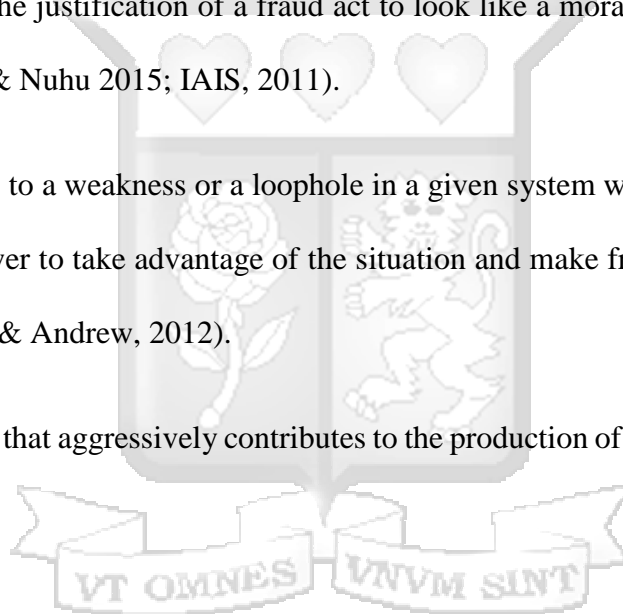 he justification of a fraud act to look like a mora
& Nuhu 2015; IAIS, 2011).
to a weakness or a loophole in a given system w
ver to take advantage of the situation and make fr
& Andrew, 2012).
that aggressively contributes to the production of
VT OMNES VNVM SINT